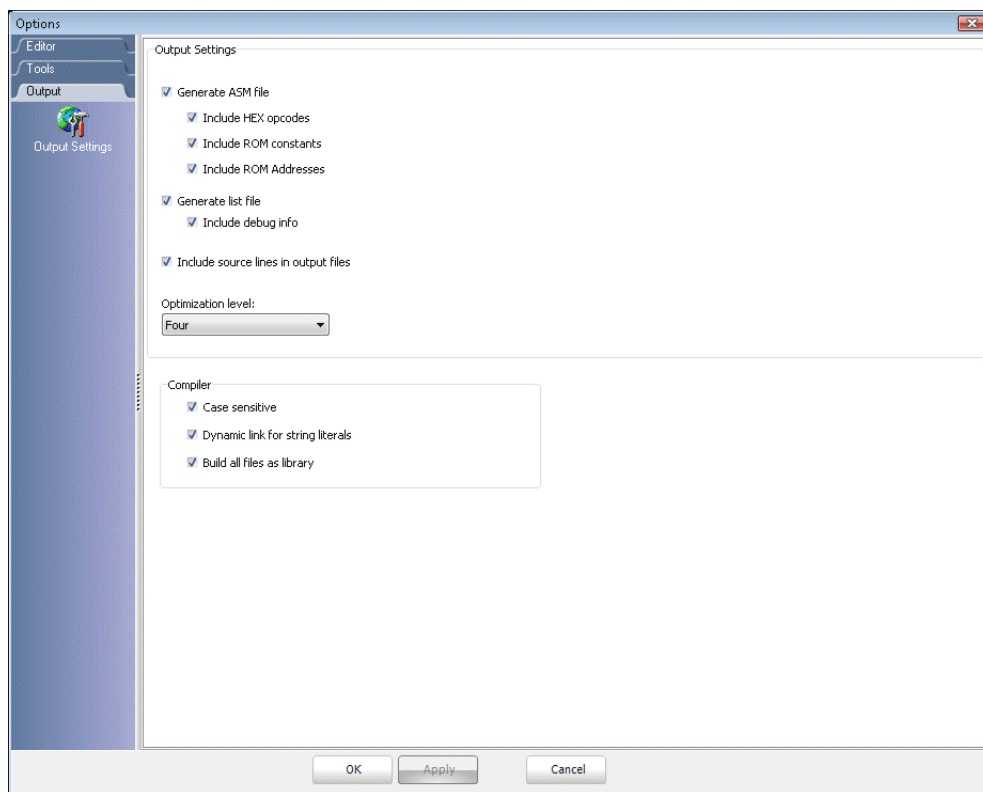 Options
Editor
Tools
Output
Output Settings
Output Settings
Generate ASM file
Include HEX opcodes
Include ROM constants
Include ROM Addresses
Generate list file
Include debug info
Include source lines in output files
Optimization level:
Four
Compiler
Case sensitive
Dynamic link for string literals
Build all files as library
OK
Apply
Cancel